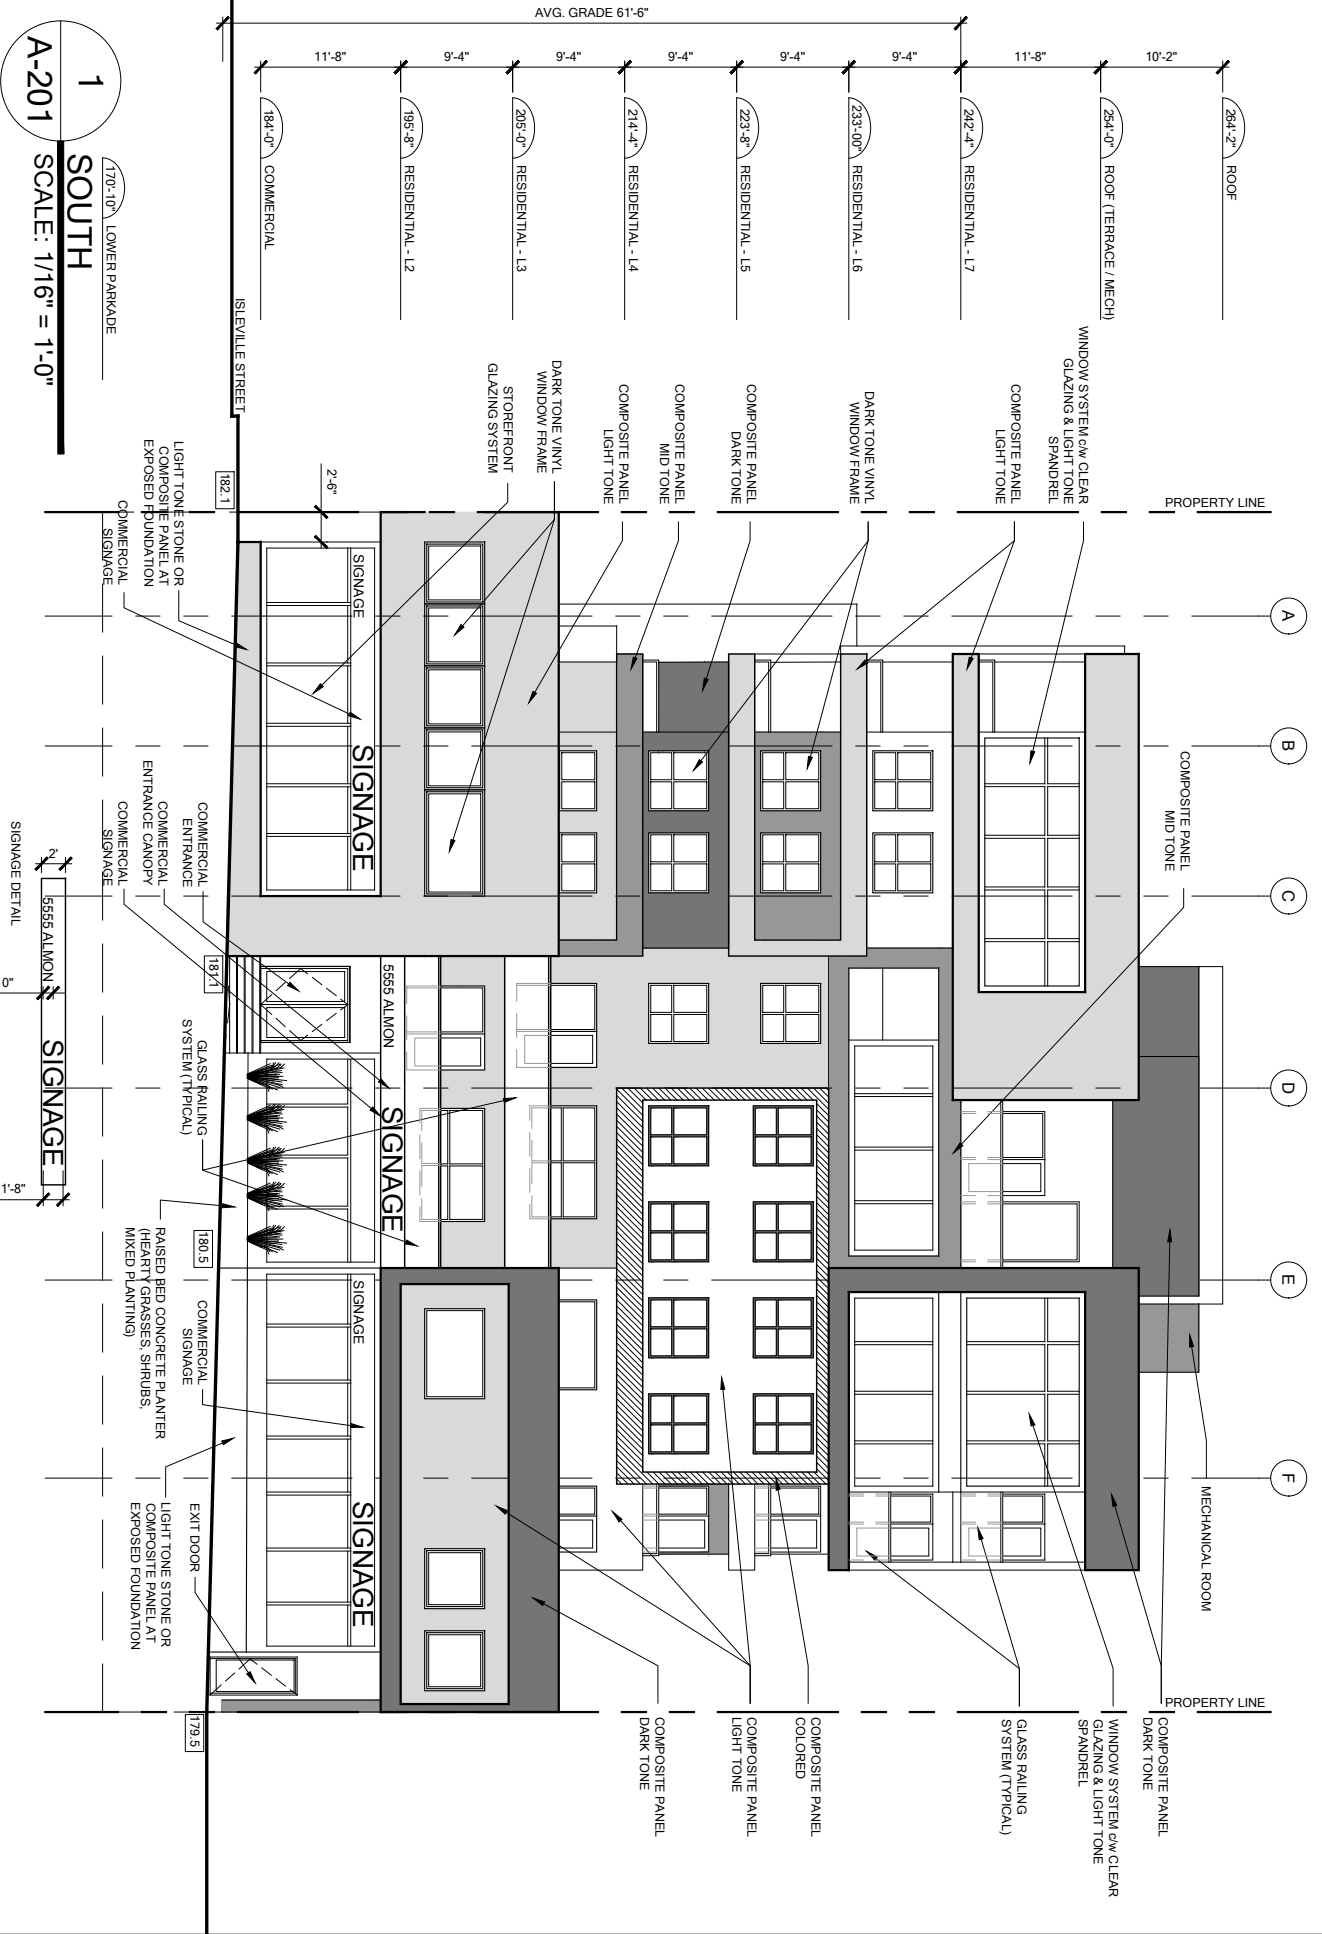 AVG. GRADE 61'-6"
10'-2"
11'-8"
9'-4"
9'-4"
9'-4"
9'-4"
9'-4"
11'-8"
264'-2" ROOF
254'-0" ROOF (TERRACE / MECH)
242'-4" RESIDENTIAL - L7
233'-00" RESIDENTIAL - L6
223'-8" RESIDENTIAL - L5
214'-4" RESIDENTIAL - L4
205'-0" RESIDENTIAL - L3
195'-8" RESIDENTIAL - L2
184'-0" COMMERCIAL
170'-10" LOWER PARKADE
ISLEVILLE STREET
1
A-201
SOUTH
SCALE: 1/16" = 1'-0"
A
B
C
D
E
F
PROPERTY LINE
PROPERTY LINE
WINDOW SYSTEM c/w CLEAR
GLAZING & LIGHT TONE
SPANDREL
COMPOSITE PANEL
LIGHT TONE
DARK TONE VINYL
WINDOW FRAME
COMPOSITE PANEL
DARK TONE
COMPOSITE PANEL
MID TONE
COMPOSITE PANEL
LIGHT TONE
DARK TONE VINYL
WINDOW FRAME
STOREFRONT
GLAZING SYSTEM
2'-6"
182.1
LIGHT TONE STONE OR
COMPOSITE PANEL AT
EXPOSED FOUNDATION
COMMERCIAL
SIGNAGE
SIGNAGE
SIGNAGE
COMPOSITE PANEL
MID TONE
COMMERCIAL
ENTRANCE
COMMERCIAL
ENTRANCE CANOPY
COMMERCIAL
SIGNAGE
181.1
5555 ALMON
SIGNAGE
GLASS RAILING
SYSTEM (TYPICAL)
180.5
RAISED BED CONCRETE PLANTER
(HEARTY GRASSES, SHRUBS,
MIXED PLANTING)
SIGNAGE
SIGNAGE
COMMERCIAL
SIGNAGE
EXIT DOOR
LIGHT TONE STONE OR
COMPOSITE PANEL AT
EXPOSED FOUNDATION
179.5
MECHANICAL ROOM
COMPOSITE PANEL
DARK TONE
WINDOW SYSTEM c/w CLEAR
GLAZING & LIGHT TONE
SPANDREL
GLASS RAILING
SYSTEM (TYPICAL)
COMPOSITE PANEL
COLORED
COMPOSITE PANEL
LIGHT TONE
COMPOSITE PANEL
DARK TONE
2'
5555 ALMON
SIGNAGE
0"
1'-8"
SIGNAGE DETAIL